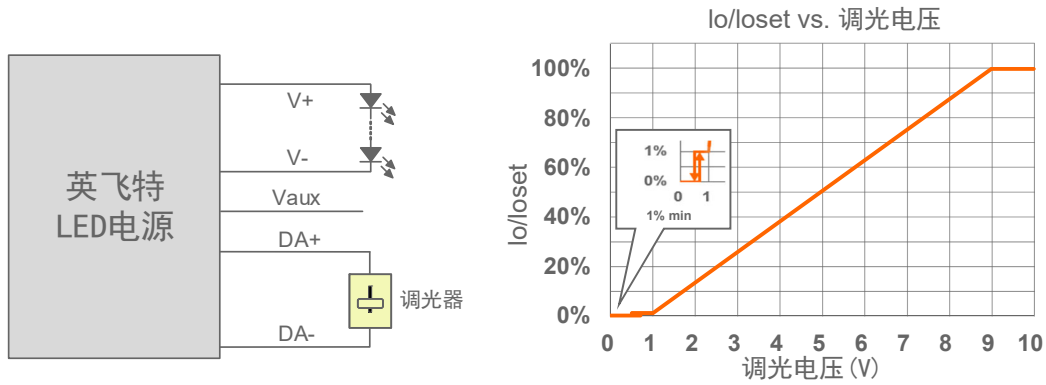 英飞特
LED电源
V+
V-
Vaux
DA+
DA-
调光器
Io/Ioset vs. 调光电压
Io/Ioset
100%
80%
60%
40%
20%
0%
1%
0%
0 1
1% min
0 1 2 3 4 5 6 7 8 9 10
调光电压(V)